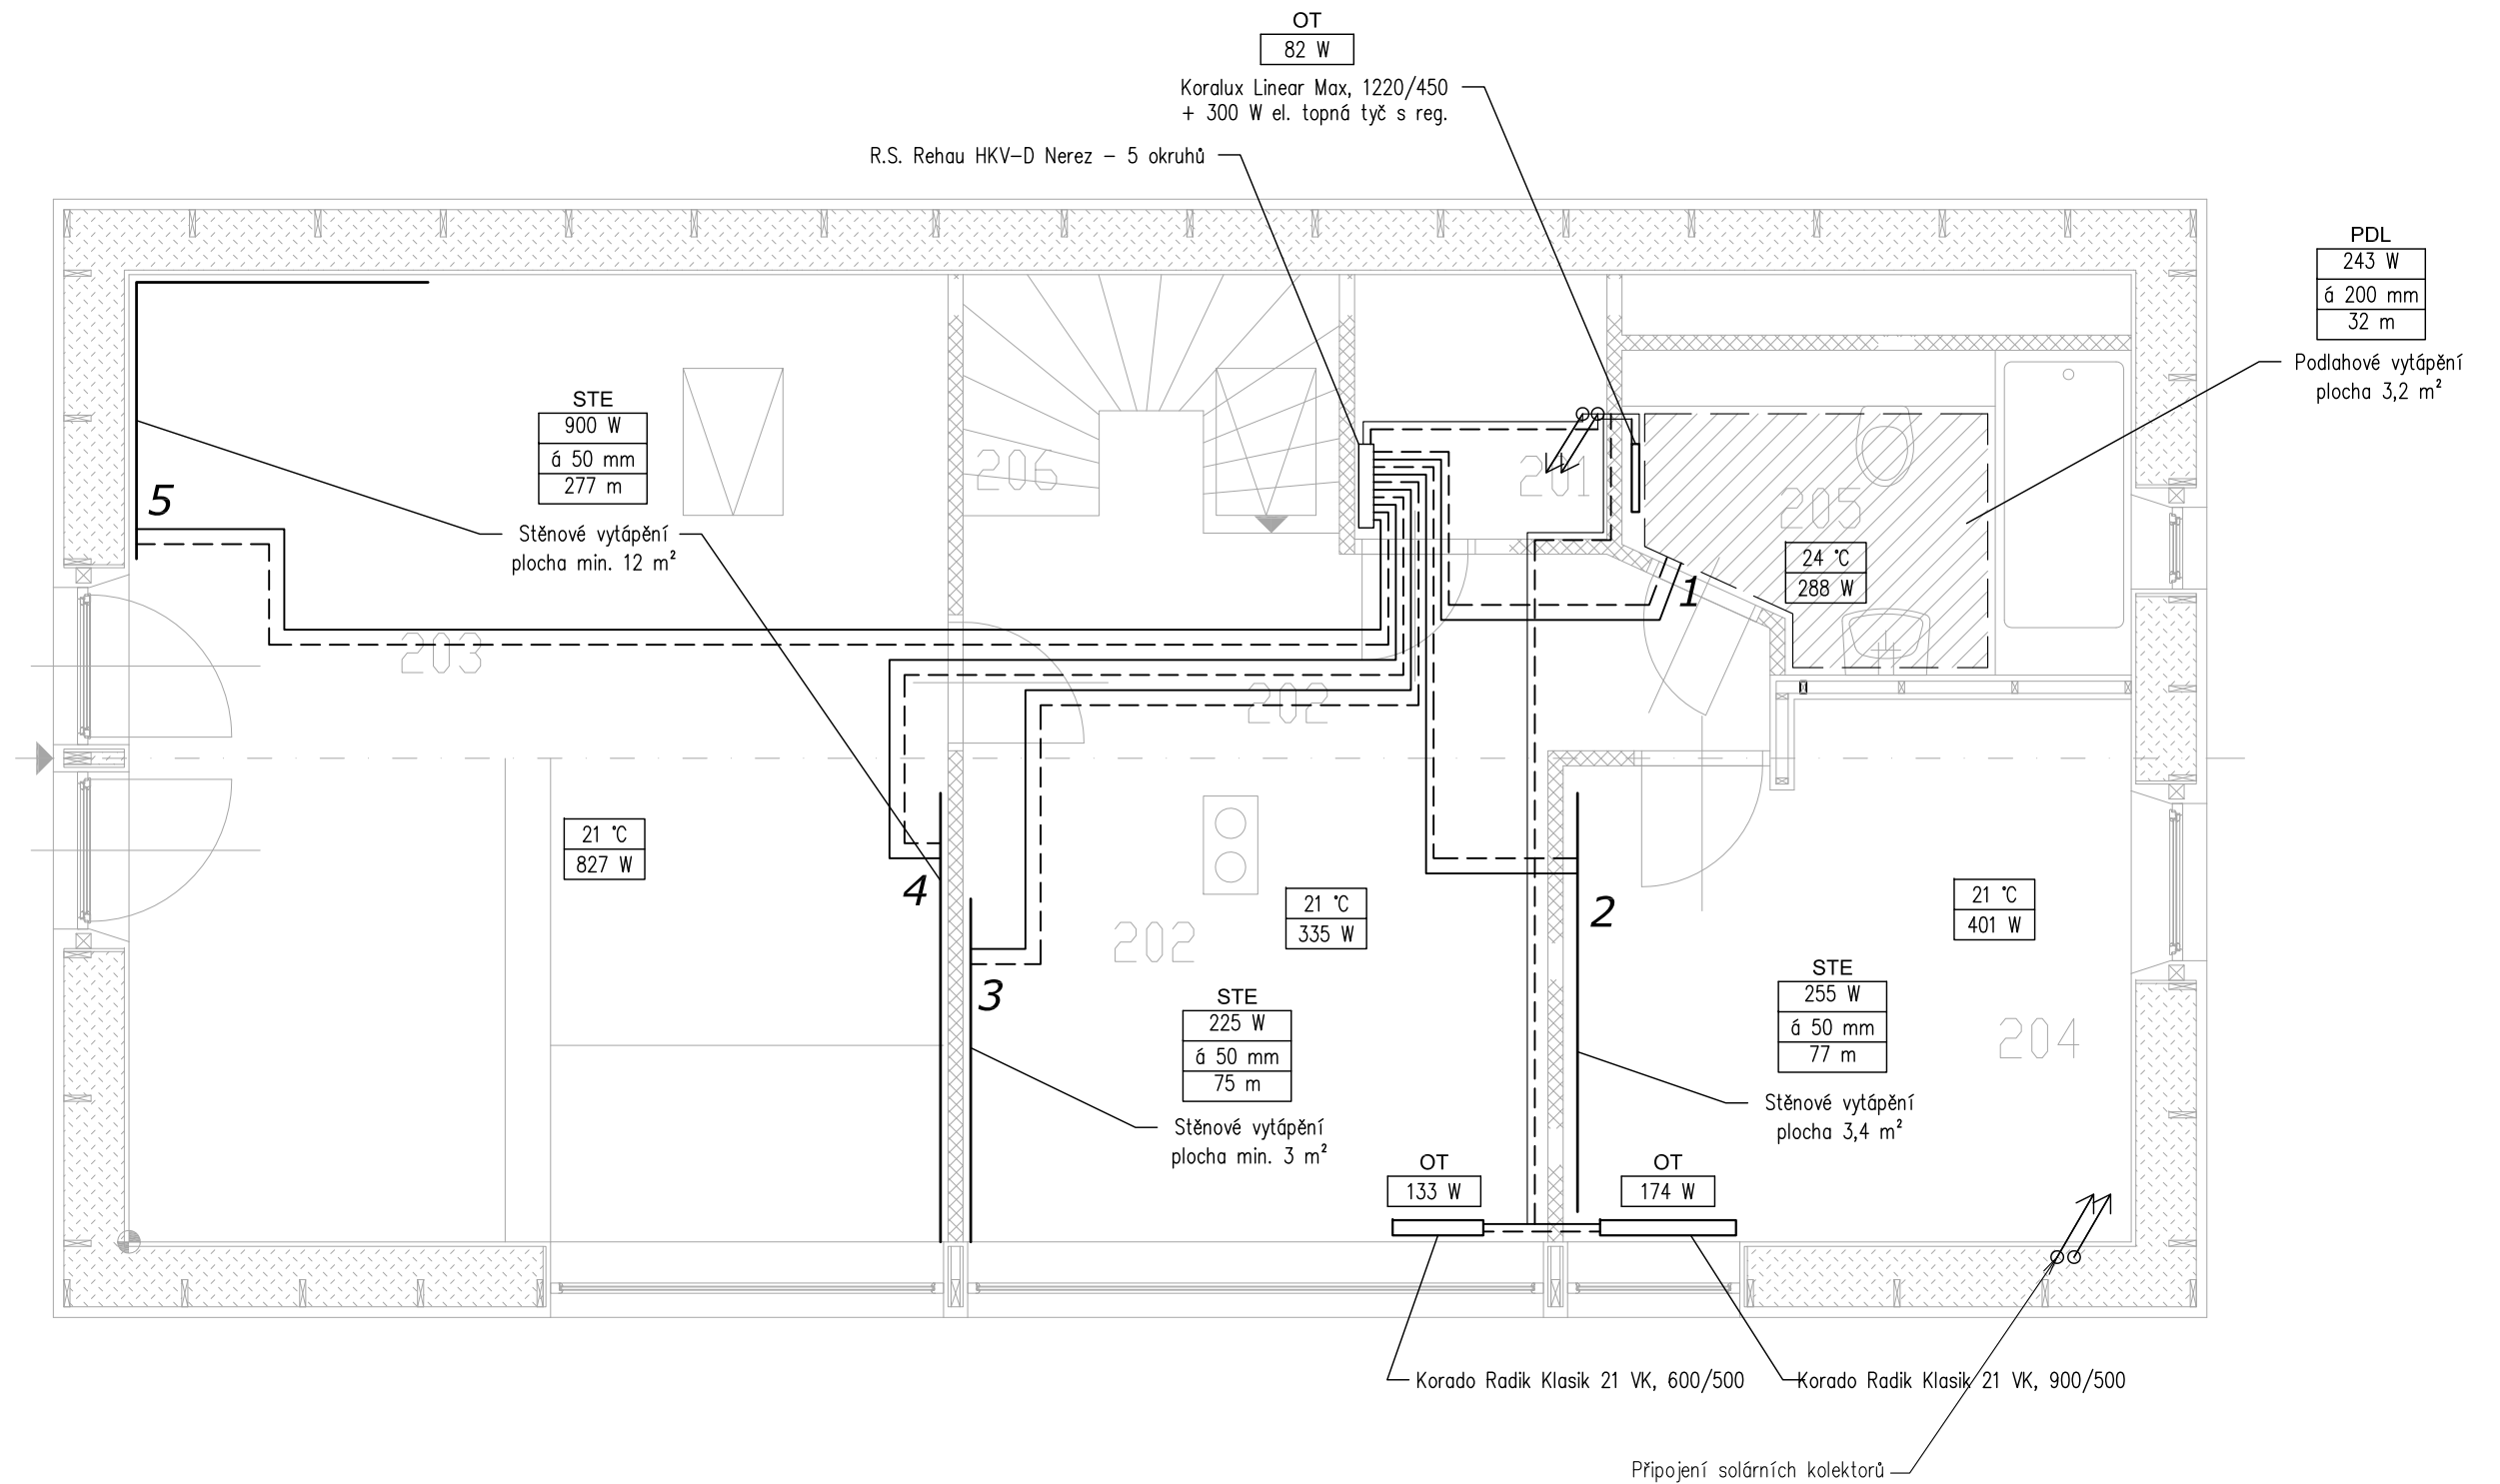 OT
82 W
Koralux Linear Max, 1220/450
+ 300 W el. topná tyč s reg.
R.S. Rehau HKV-D Nerez - 5 okruhů
PDL
243 W
á 200 mm
32 m
Podlahové vytápění
plocha 3,2 m²
STE
900 W
á 50 mm
277 m
Stěnové vytápění
plocha min. 12 m²
5
206
201
205
24 °C
288 W
1
203
202
21 °C
827 W
4
3
202
21 °C
335 W
2
21 °C
401 W
STE
225 W
á 50 mm
75 m
Stěnové vytápění
plocha min. 3 m²
STE
255 W
á 50 mm
77 m
204
Stěnové vytápění
plocha 3,4 m²
OT
133 W
OT
174 W
Korado Radik Klasik 21 VK, 600/500
Korado Radik Klasik 21 VK, 900/500
Připojení solárních kolektorů